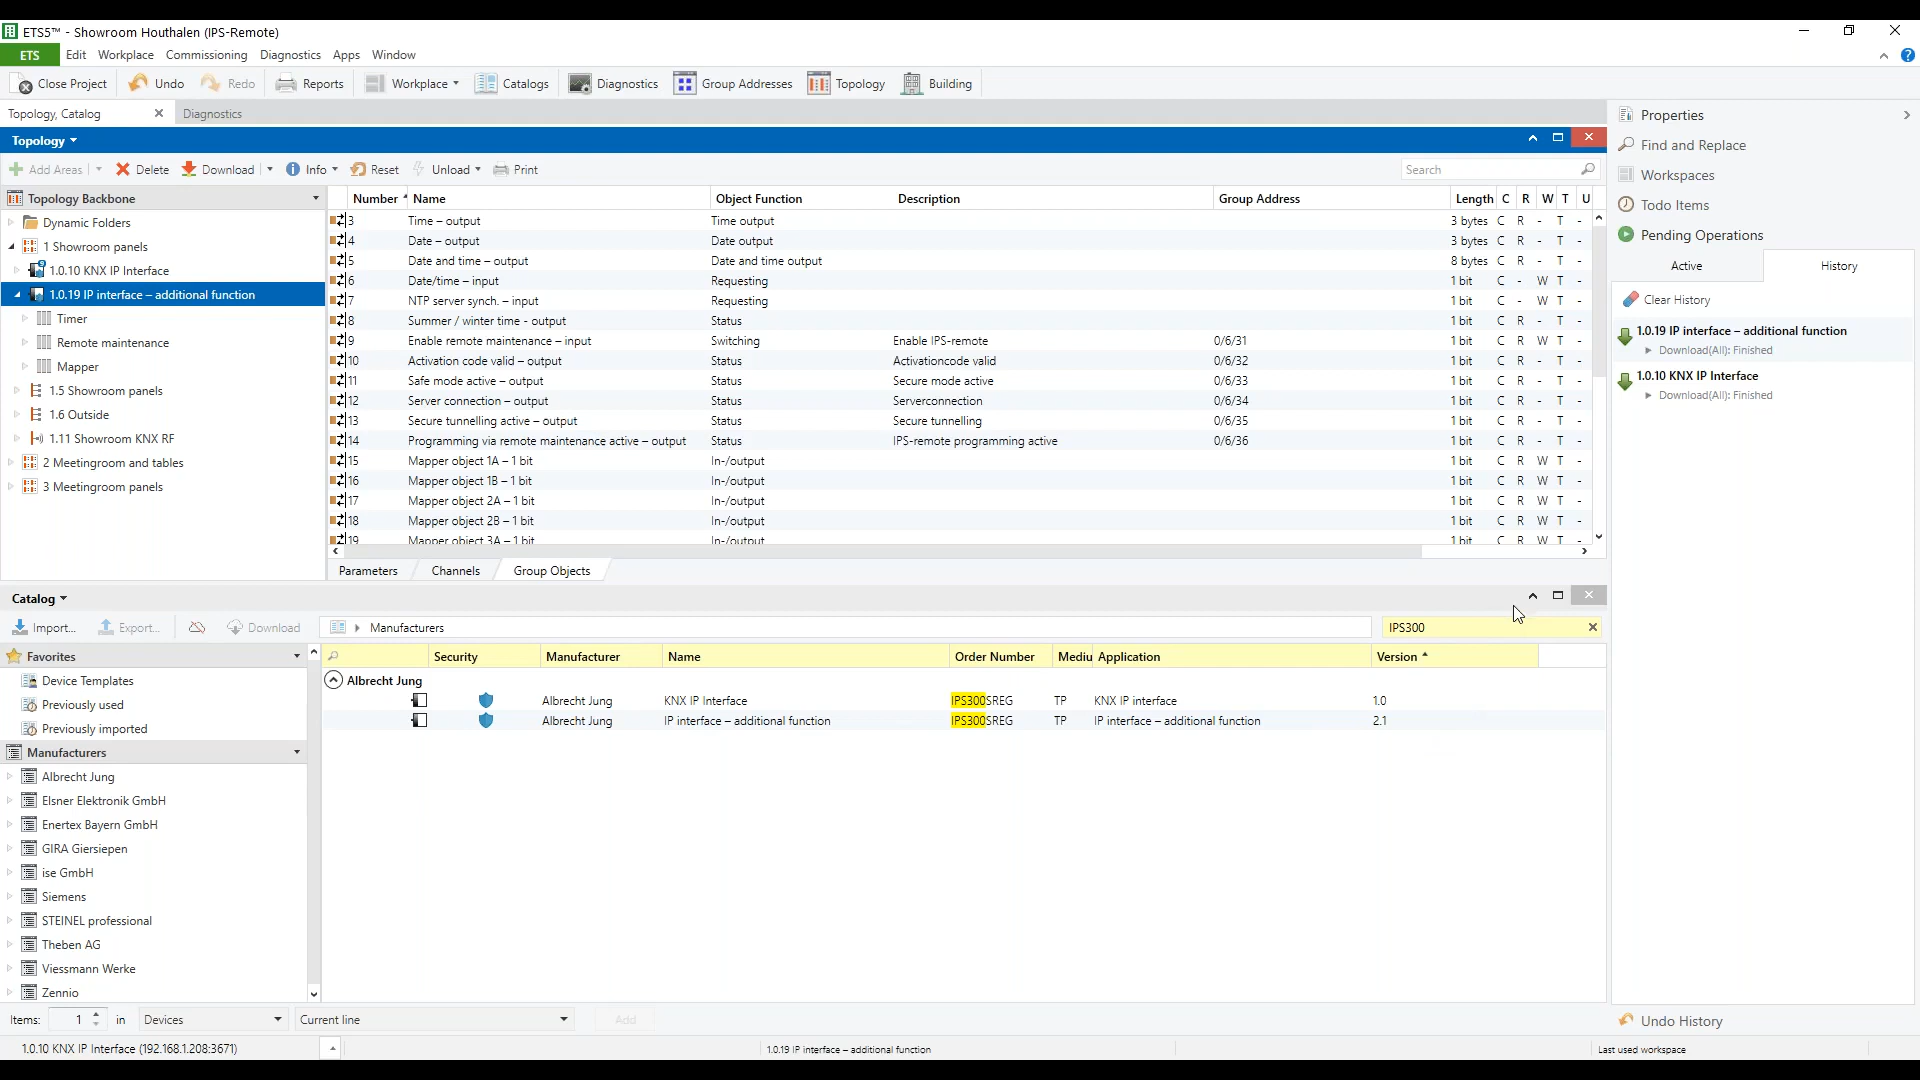 ETS5™ - Showroom Houthalen (IPS-Remote)
ETS Edit Workplace Commissioning Diagnostics Apps Window
Close Project Undo Redo Reports Workplace Catalogs Diagnostics Group Addresses Topology Building
Topology, Catalog Diagnostics
Topology
Add Areas Delete Download Info Reset Unload Print Search
Topology Backbone
Dynamic Folders
1 Showroom panels
1.0.10 KNX IP Interface
1.0.19 IP interface – additional function
Timer
Remote maintenance
Mapper
1.5 Showroom panels
1.6 Outside
1.11 Showroom KNX RF
2 Meetingroom and tables
3 Meetingroom panels
Number Name Object Function Description Group Address Length C R W T U
3 Time – output Time output 3 bytes C R - T -
4 Date – output Date output 3 bytes C R - T -
5 Date and time – output Date and time output 8 bytes C R - T -
6 Date/time – input Requesting 1 bit C - W T -
7 NTP server synch. – input Requesting 1 bit C - W T -
8 Summer / winter time - output Status 1 bit C R - T -
9 Enable remote maintenance – input Switching Enable IPS-remote 0/6/31 1 bit C R W T -
10 Activation code valid – output Status Activationcode valid 0/6/32 1 bit C R - T -
11 Safe mode active – output Status Secure mode active 0/6/33 1 bit C R - T -
12 Server connection – output Status Serverconnection 0/6/34 1 bit C R - T -
13 Secure tunnelling active – output Status Secure tunnelling 0/6/35 1 bit C R - T -
14 Programming via remote maintenance active – output Status IPS-remote programming active 0/6/36 1 bit C R - T -
15 Mapper object 1A – 1 bit In-/output 1 bit C R W T -
16 Mapper object 1B – 1 bit In-/output 1 bit C R W T -
17 Mapper object 2A – 1 bit In-/output 1 bit C R W T -
18 Mapper object 2B – 1 bit In-/output 1 bit C R W T -
19 Mapper object 3A – 1 bit In-/output 1 bit C R W T -
Parameters Channels Group Objects
Properties
Find and Replace
Workspaces
Todo Items
Pending Operations
Active History
Clear History
1.0.19 IP interface – additional function
Download(All): Finished
1.0.10 KNX IP Interface
Download(All): Finished
Catalog
Import... Export... Download Manufacturers IPS300
Favorites
Device Templates
Previously used
Previously imported
Manufacturers
Albrecht Jung
Elsner Elektronik GmbH
Enertex Bayern GmbH
GIRA Giersiepen
ise GmbH
Siemens
STEINEL professional
Theben AG
Viessmann Werke
Zennio
Security Manufacturer Name Order Number Mediu Application Version
Albrecht Jung
Albrecht Jung KNX IP Interface IPS300SREG TP KNX IP interface 1.0
Albrecht Jung IP interface – additional function IPS300SREG TP IP interface – additional function 2.1
Items: 1 in Devices Current line Add
Undo History
1.0.10 KNX IP Interface (192.168.1.208:3671) 1.0.19 IP interface – additional function Last used workspace